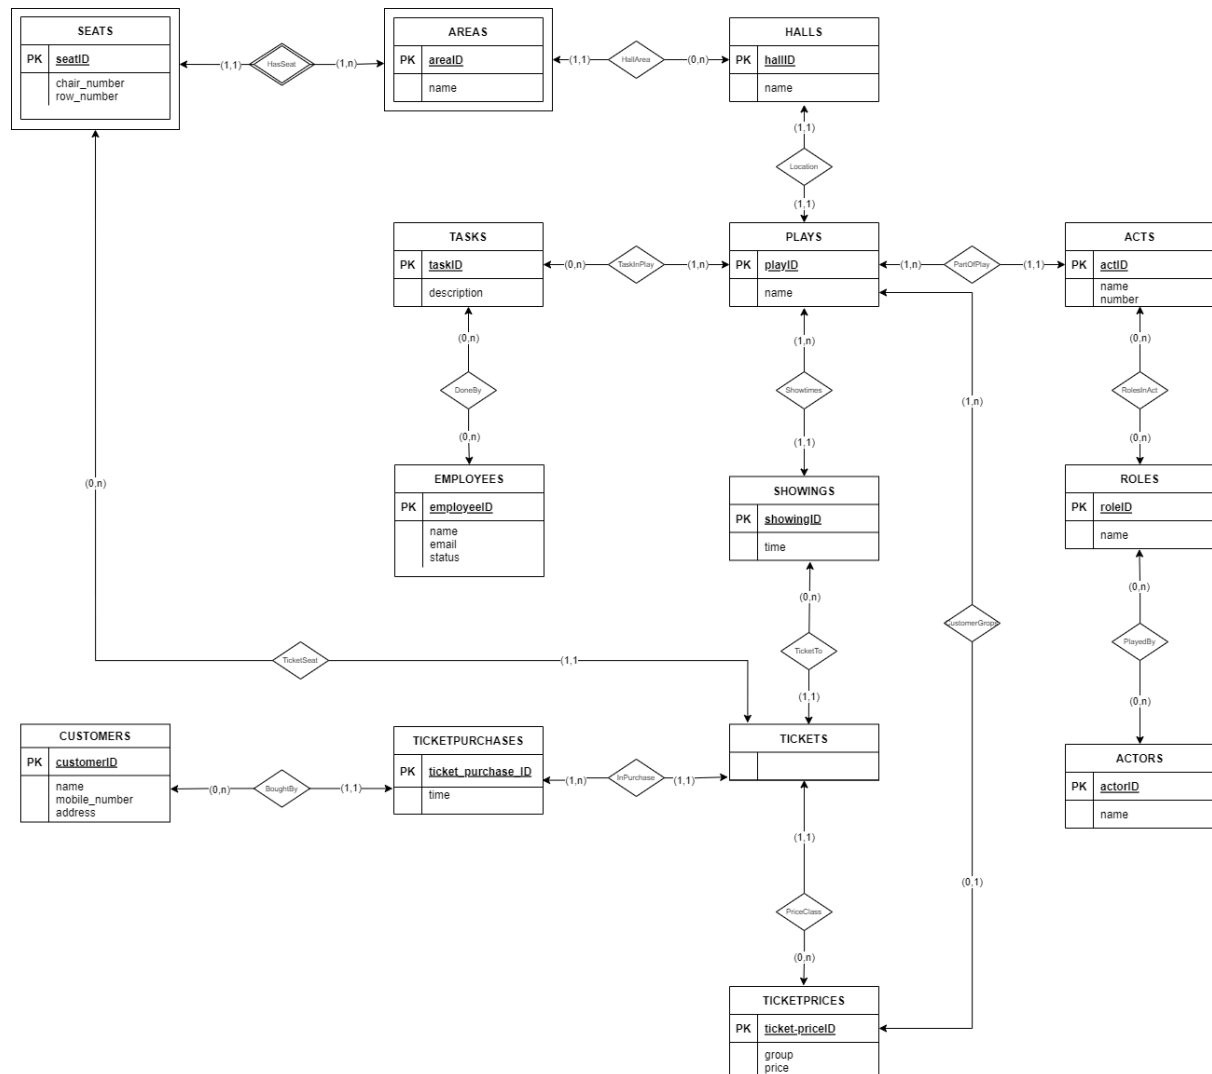 SEATS
PK seatID
chair_number
row_number
(1,1)
HasSeat
(1,n)
AREAS
PK areaID
name
(1,1)
HallArea
(0,n)
HALLS
PK hallID
name
(1,1)
Location
(1,1)
TASKS
PK taskID
description
(0,n)
TaskInPlay
(1,n)
PLAYS
PK playID
name
(1,n)
PartOfPlay
(1,1)
ACTS
PK actID
name
number
(0,n)
DoneBy
(0,n)
(1,n)
Showtimes
(1,1)
(1,n)
(0,n)
RolesInAct
(0,n)
EMPLOYEES
PK employeeID
name
email
status
SHOWINGS
PK showingID
time
ROLES
PK roleID
name
(0,n)
(0,n)
TicketTo
(1,1)
CustomerGrops
(0,n)
PlayedBy
(0,n)
TicketSeat
(1,1
CUSTOMERS
PK customerID
name
mobile_number
address
(0,n)
BoughtBy
(1,1)
TICKETPURCHASES
PK ticket_purchase_ID
time
(1,n)
InPurchase
(1,1)
TICKETS
ACTORS
PK actorID
name
(1,1)
PriceClass
(0,n)
(0,1)
TICKETPRICES
PK ticket-priceID
group
price